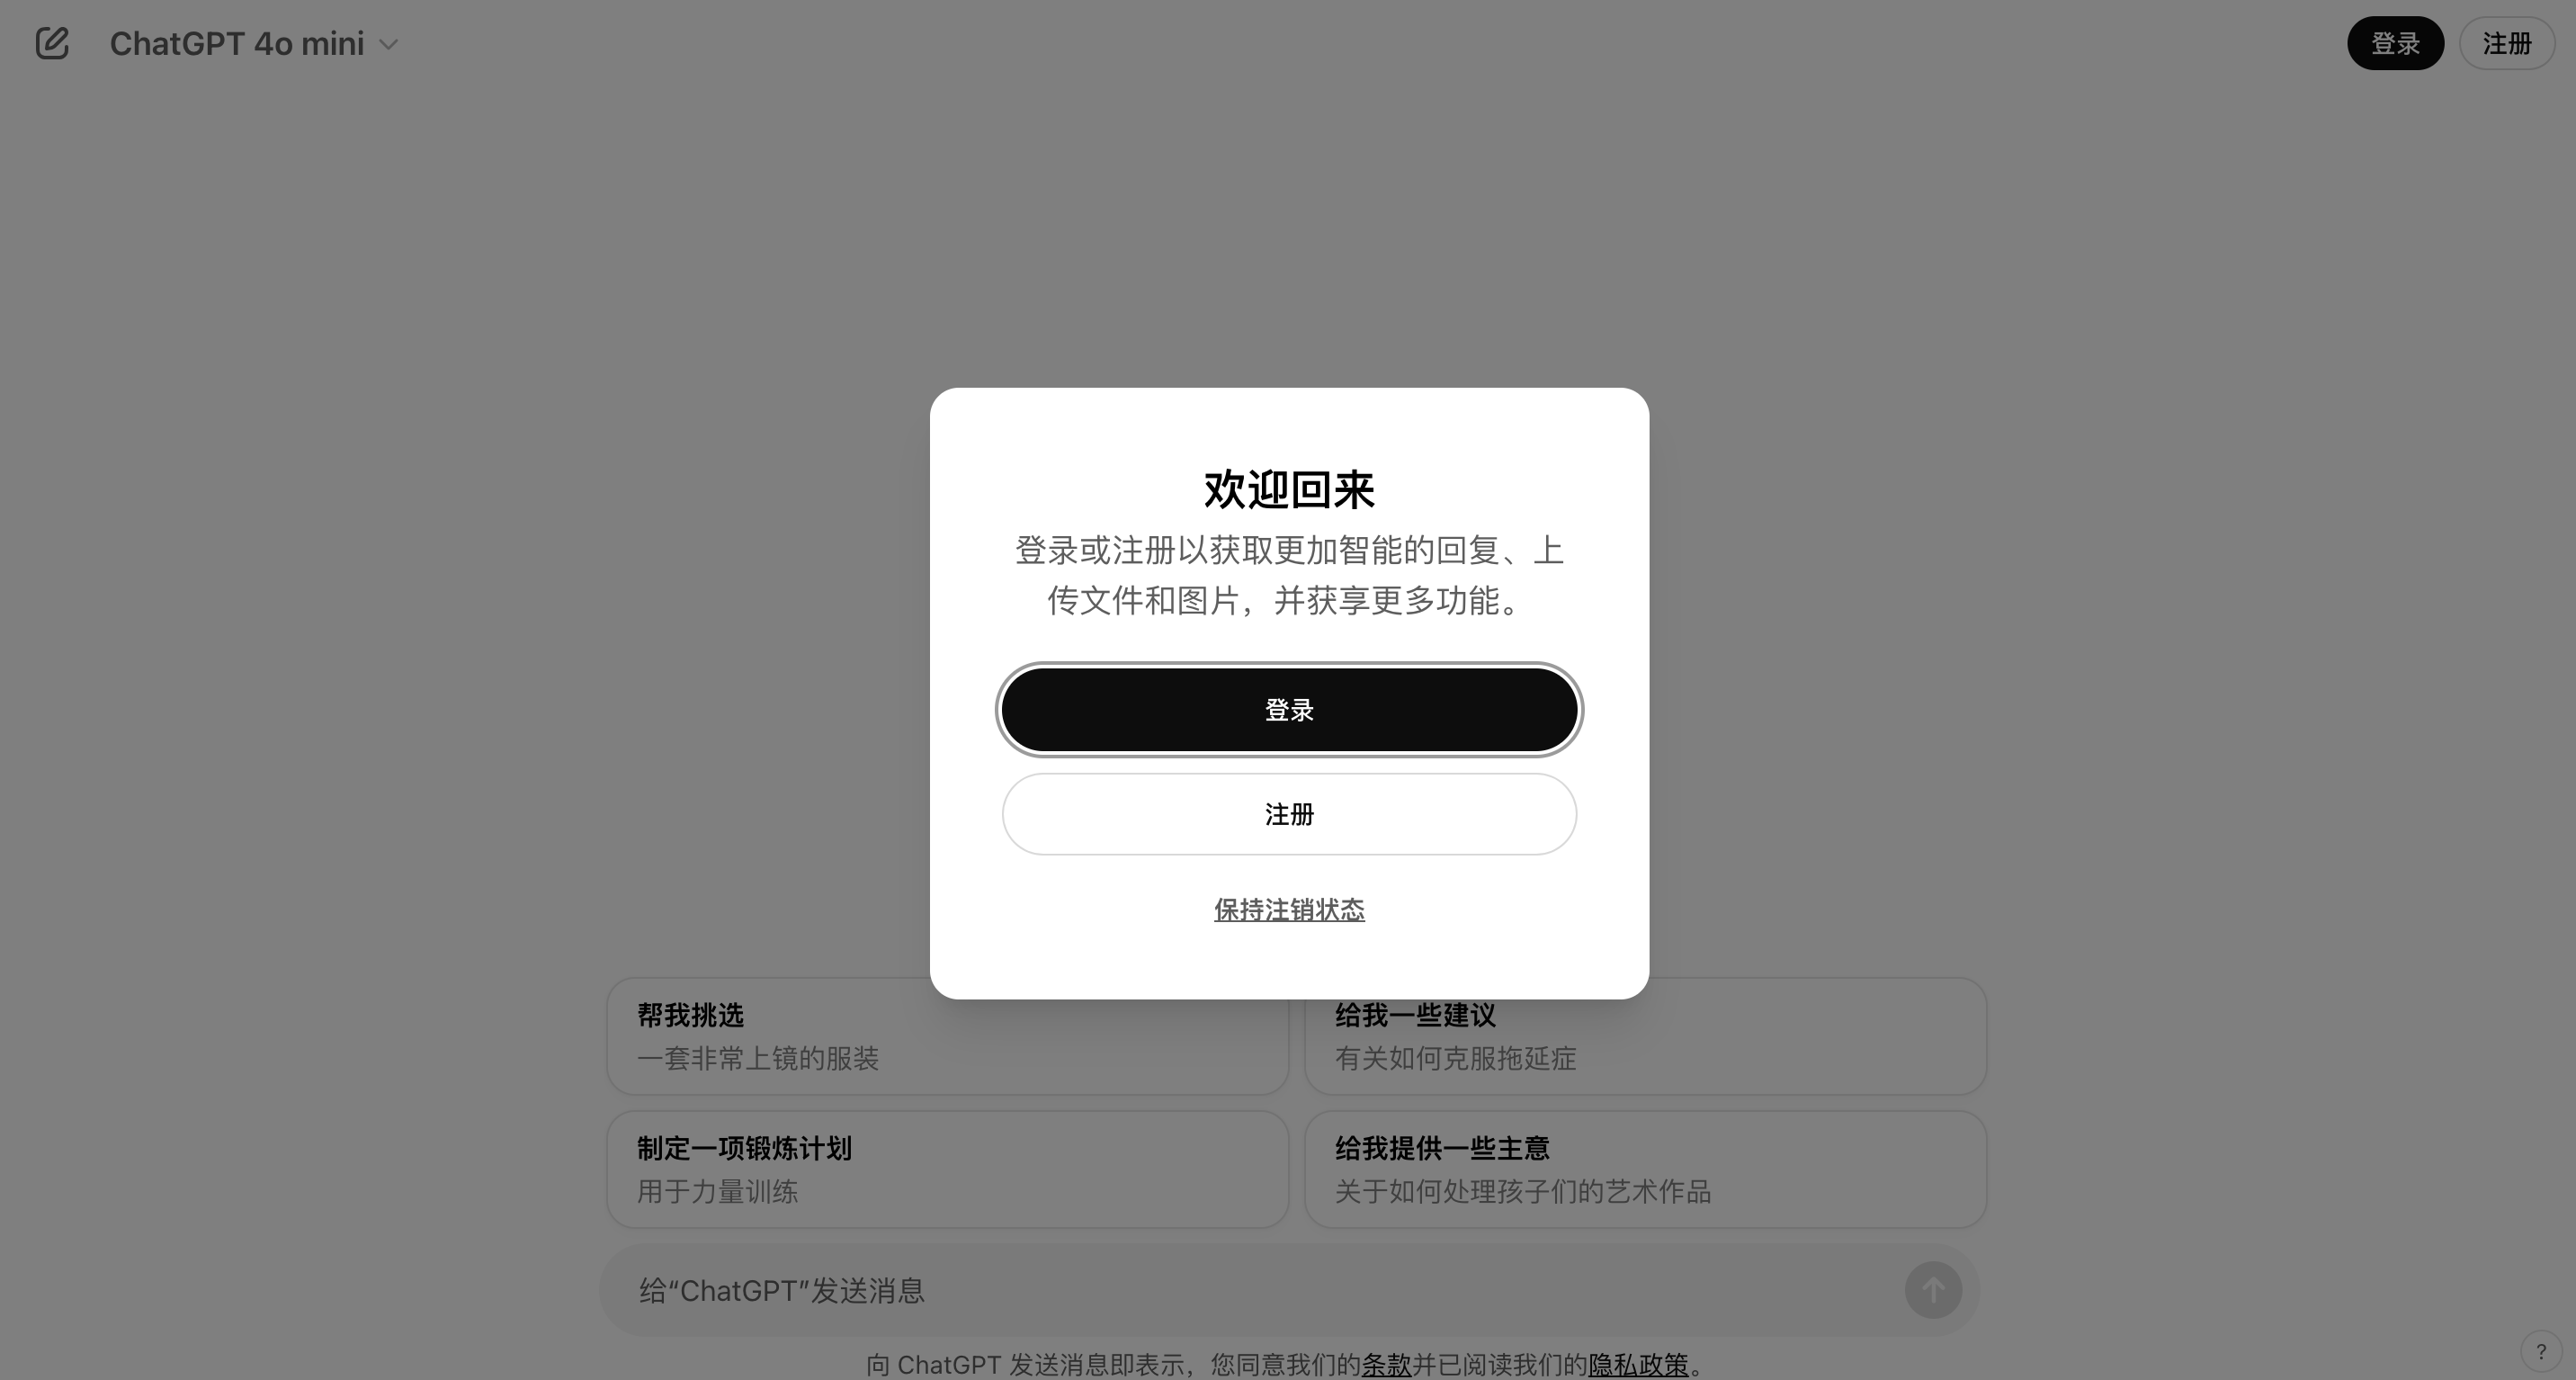 ChatGPT 4o mini
登录
注册
欢迎回来
登录或注册以获取更加智能的回复、上
传文件和图片，并获享更多功能。
登录
注册
保持注销状态
帮我挑选
一套非常上镜的服装
给我一些建议
有关如何克服拖延症
制定一项锻炼计划
用于力量训练
给我提供一些主意
关于如何处理孩子们的艺术作品
给“ChatGPT”发送消息
向 ChatGPT 发送消息即表示，您同意我们的条款并已阅读我们的隐私政策。
?